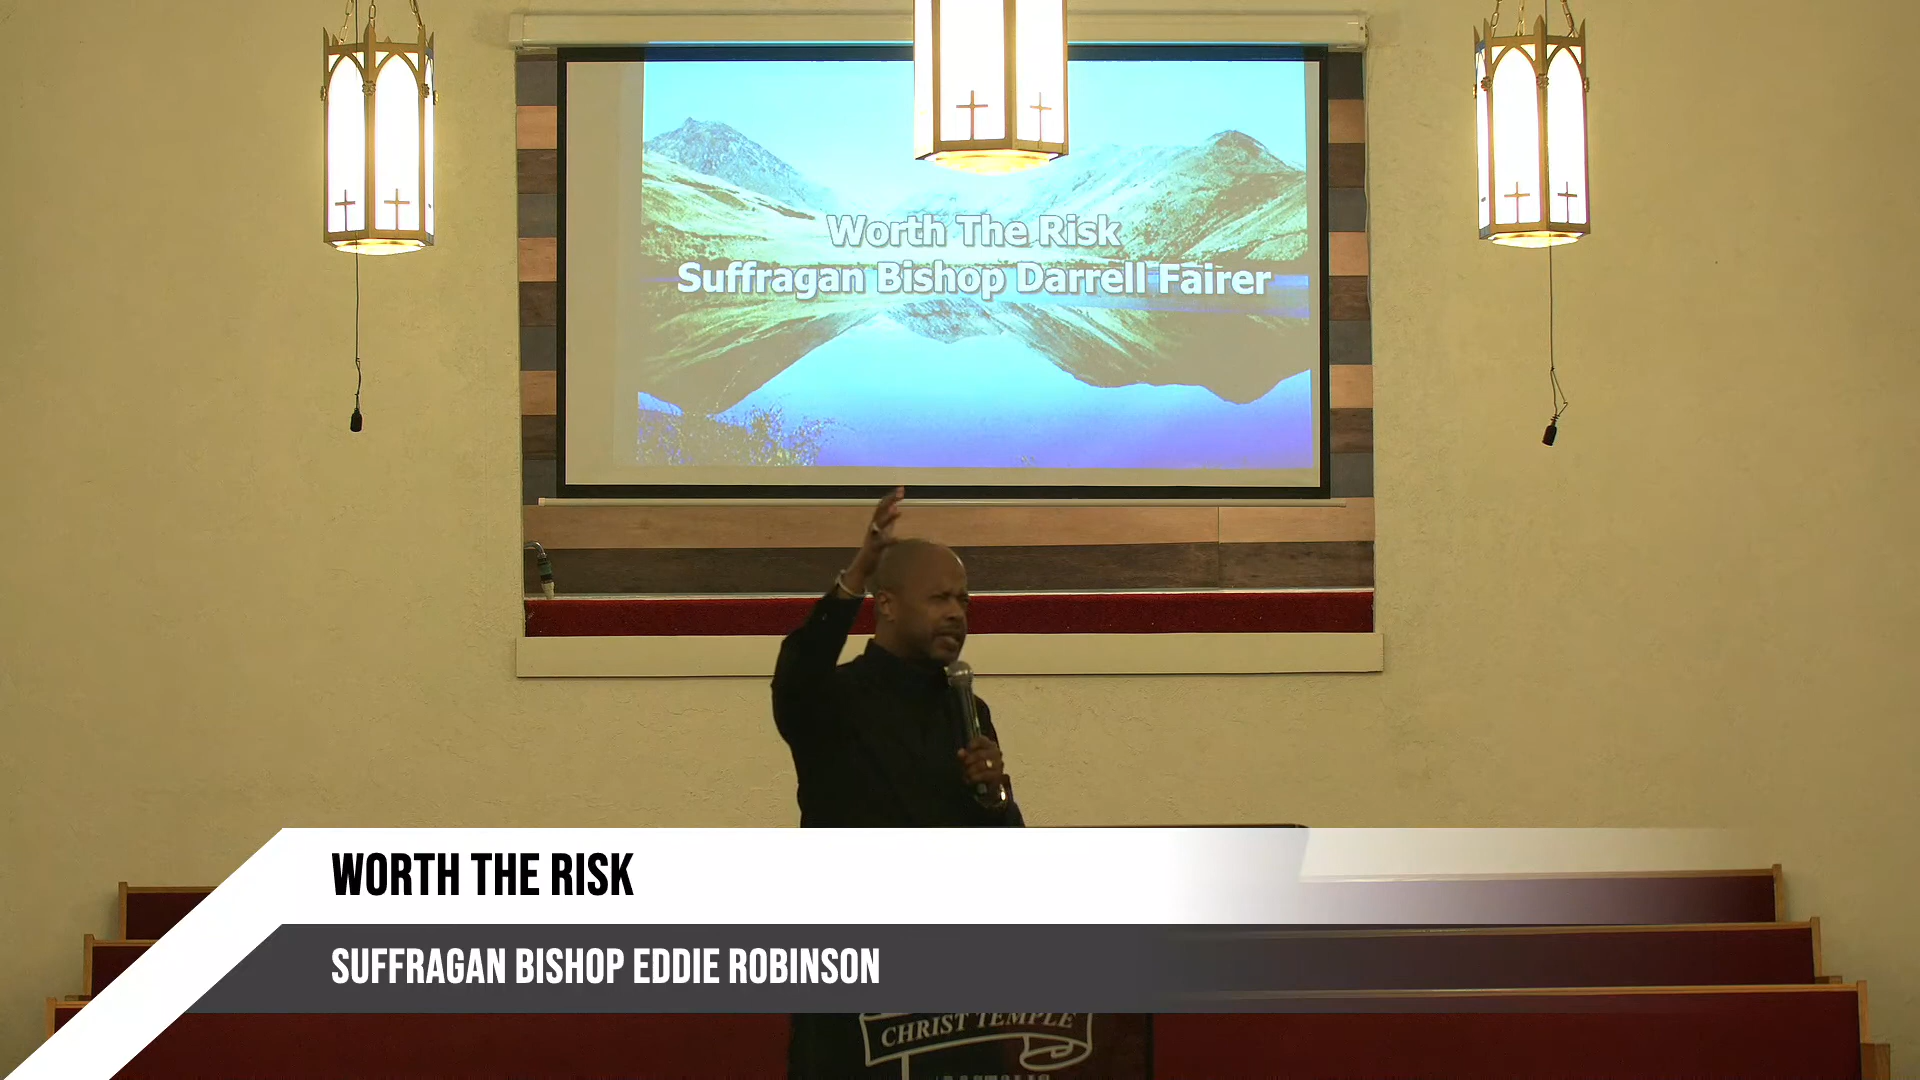 Worth The Risk
Suffragan Bishop Darrell Fairer
WORTH THE RISK
SUFFRAGAN BISHOP EDDIE ROBINSON
CHRIST TEMPLE